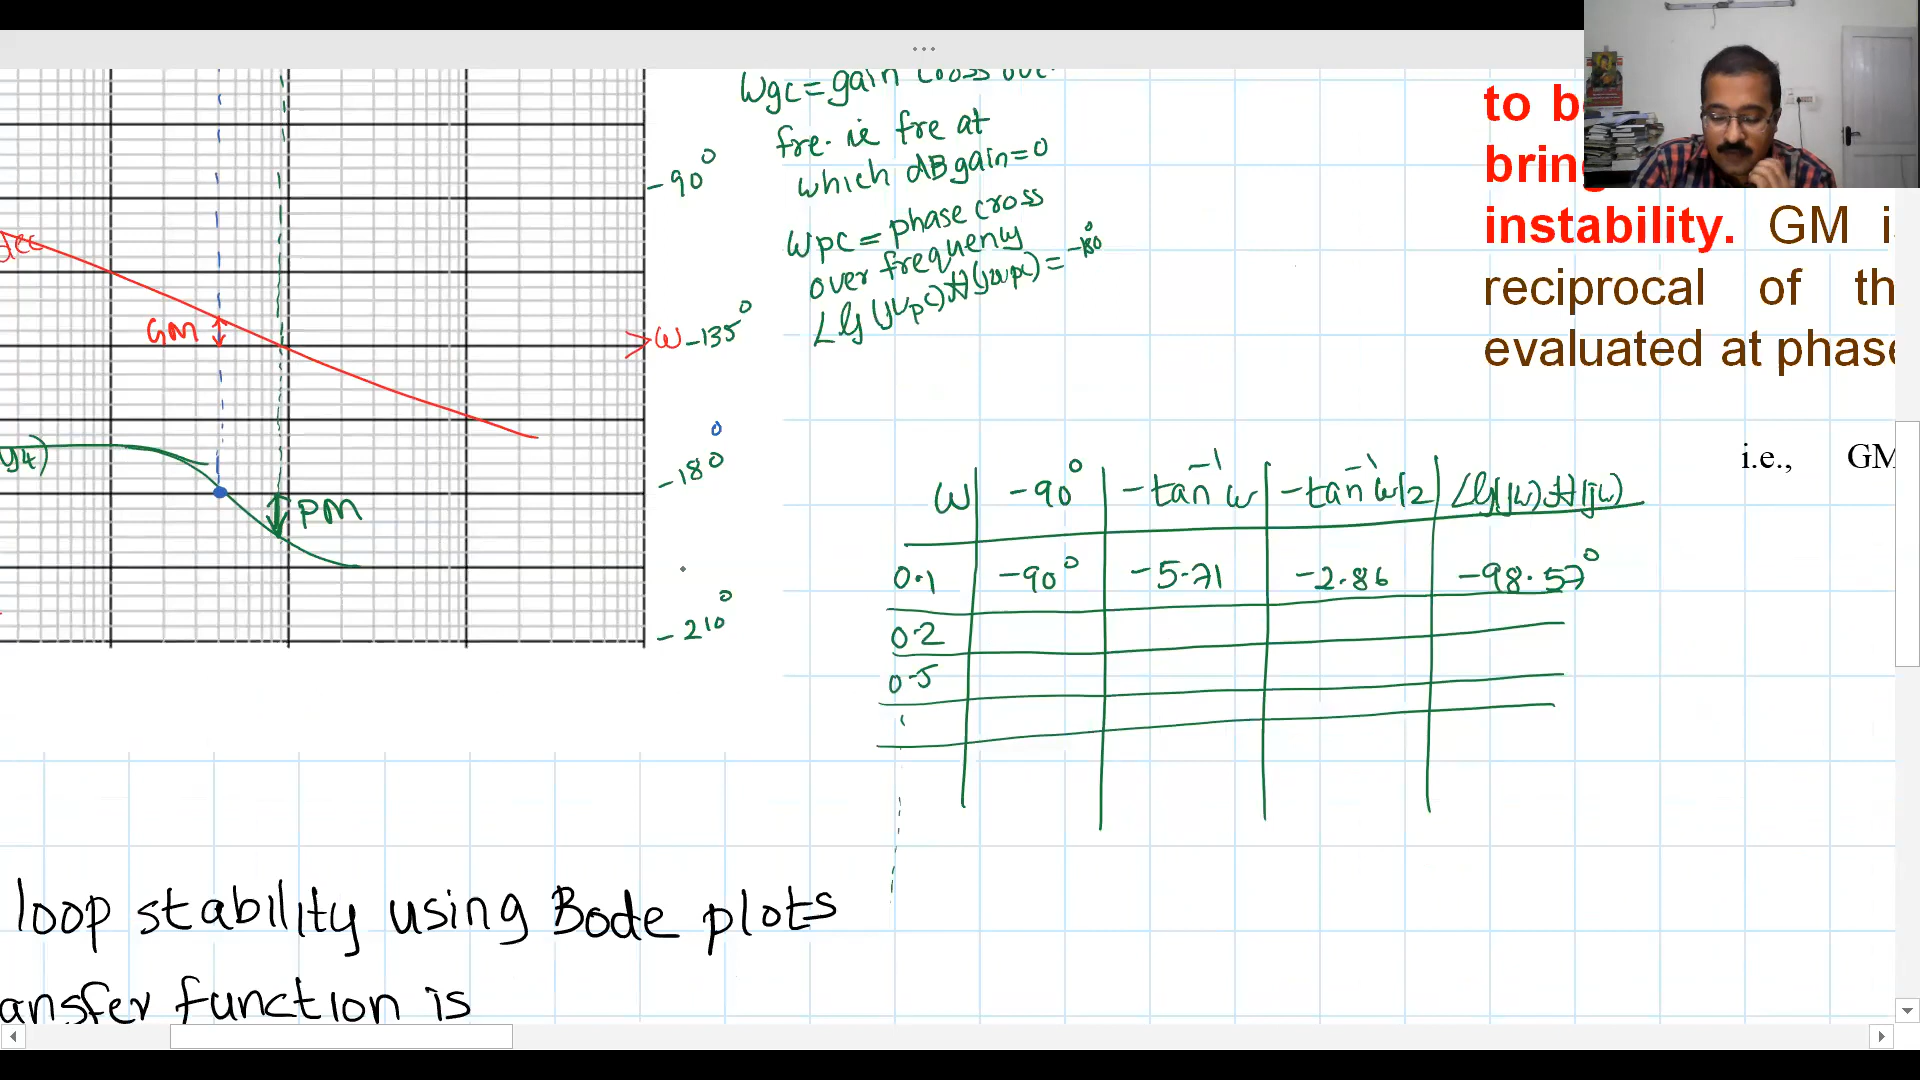 ...
Wgc = gain
fre. ie fre at
which dB gain = 0
Wpc = phase cross
over frequency
∠G(jWpc)H(jWpc) = -180°
-90°
dec
GM
ω -135°
-180°
PM
-210°
to b
brin
instability. GM i
reciprocal of th
evaluated at phase
i.e., GM
ω -90° -tan⁻¹ω -tan⁻¹ω/2 ∠G(jω)H(jω)
0.1 -90° -5.71 -2.86 -98.57°
0.2
0.5
loop stability using Bode plots
ansfer function is